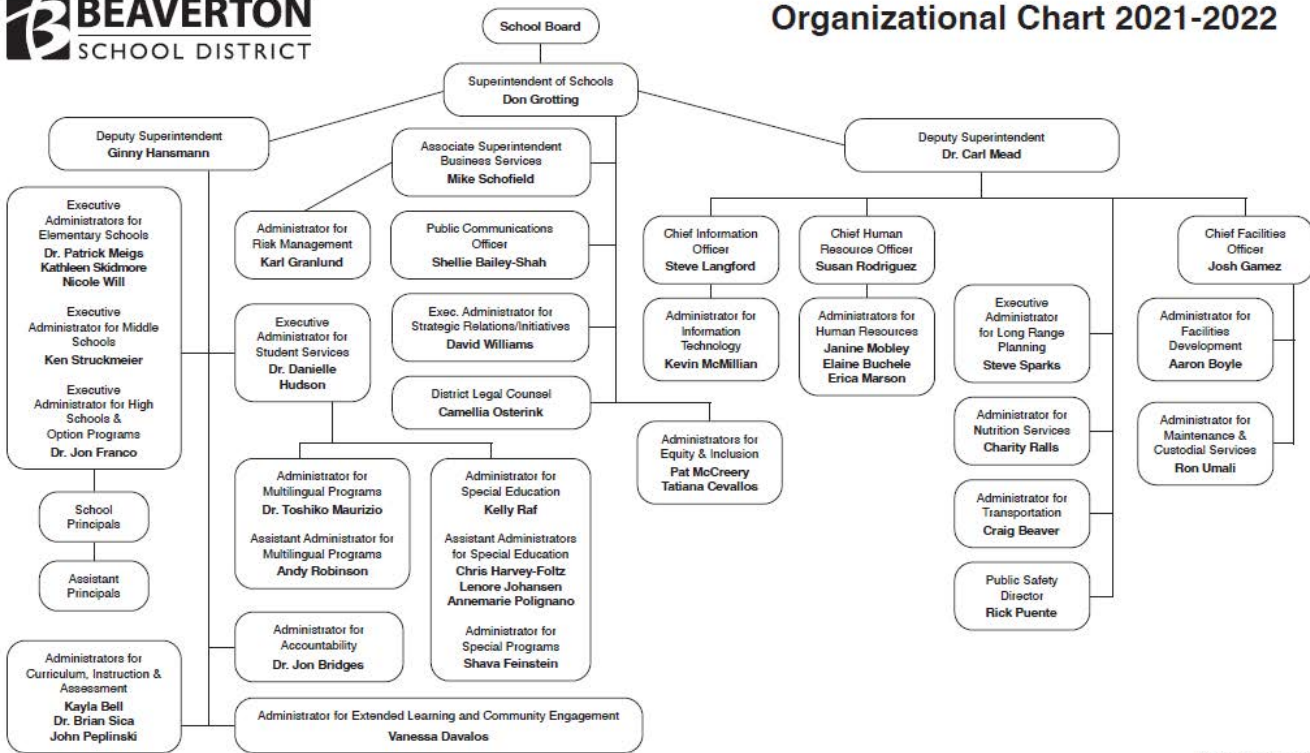 BEAVERTON
SCHOOL DISTRICT
Organizational Chart 2021-2022
School Board
Superintendent of Schools
Don Grotting
Deputy Superintendent
Ginny Hansmann
Associate Superintendent
Business Services
Mike Schofield
Deputy Superintendent
Dr. Carl Mead
Executive
Administrators for
Elementary Schools
Dr. Patrick Meigs
Kathleen Skidmore
Nicole Will
Executive
Administrator for Middle
Schools
Ken Struckmeier
Executive
Administrator for High
Schools &
Option Programs
Dr. Jon Franco
School
Principals
Assistant
Principals
Administrators for
Curriculum, Instruction &
Assessment
Kayla Bell
Dr. Brian Sica
John Peplinski
Administrator for
Risk Management
Karl Granlund
Executive
Administrator for
Student Services
Dr. Danielle
Hudson
Administrator for
Multilingual Programs
Dr. Toshiko Maurizio
Assistant Administrator for
Multilingual Programs
Andy Robinson
Administrator for
Special Education
Kelly Raf
Assistant Administrators
for Special Education
Chris Harvey-Foltz
Lenore Johansen
Annemarie Polignano
Administrator for
Special Programs
Shava Feinstein
Administrator for
Accountability
Dr. Jon Bridges
Administrator for Extended Learning and Community Engagement
Vanessa Davalos
Public Communications
Officer
Shellie Bailey-Shah
Exec. Administrator for
Strategic Relations/Initiatives
David Williams
District Legal Counsel
Camellia Osterink
Administrators for
Equity & Inclusion
Pat McCreery
Tatiana Cevallos
Chief Information
Officer
Steve Langford
Administrator for
Information
Technology
Kevin McMillian
Chief Human
Resource Officer
Susan Rodriguez
Administrators for
Human Resources
Janine Mobley
Elaine Buchele
Erica Marson
Executive
Administrator
for Long Range
Planning
Steve Sparks
Administrator for
Nutrition Services
Charity Ralls
Administrator for
Transportation
Craig Beaver
Public Safety
Director
Rick Puente
Chief Facilities
Officer
Josh Gamez
Administrator for
Facilities
Development
Aaron Boyle
Administrator for
Maintenance &
Custodial Services
Ron Umali